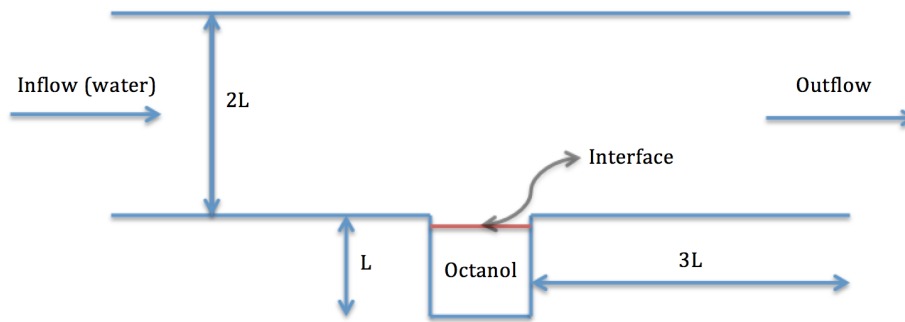 Inflow (water)
2L
Outflow
Interface
L
Octanol
3L